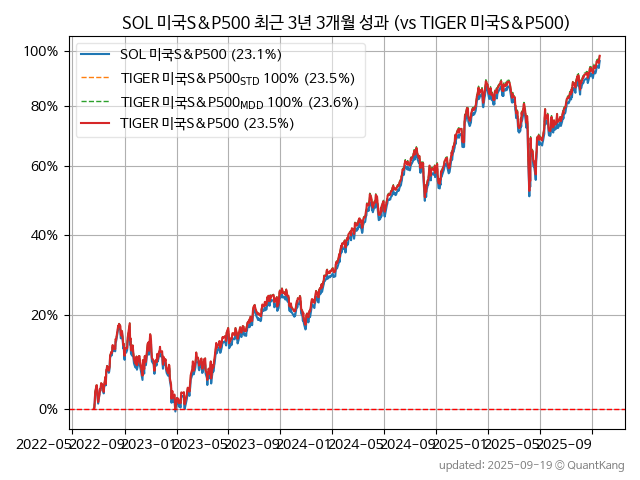 SOL 미국S&P500 최근 3년 3개월 성과 (vs TIGER 미국S&P500)
100%
80%
60%
40%
20%
0%
SOL 미국S&P500 (23.1%)
TIGER 미국S&P500STD 100% (23.5%)
TIGER 미국S&P500MDD 100% (23.6%)
TIGER 미국S&P500 (23.5%)
2022-05 2022-09 2023-01 2023-05 2023-09 2024-01 2024-05 2024-09 2025-01 2025-05 2025-09
updated: 2025-09-19 © QuantKang